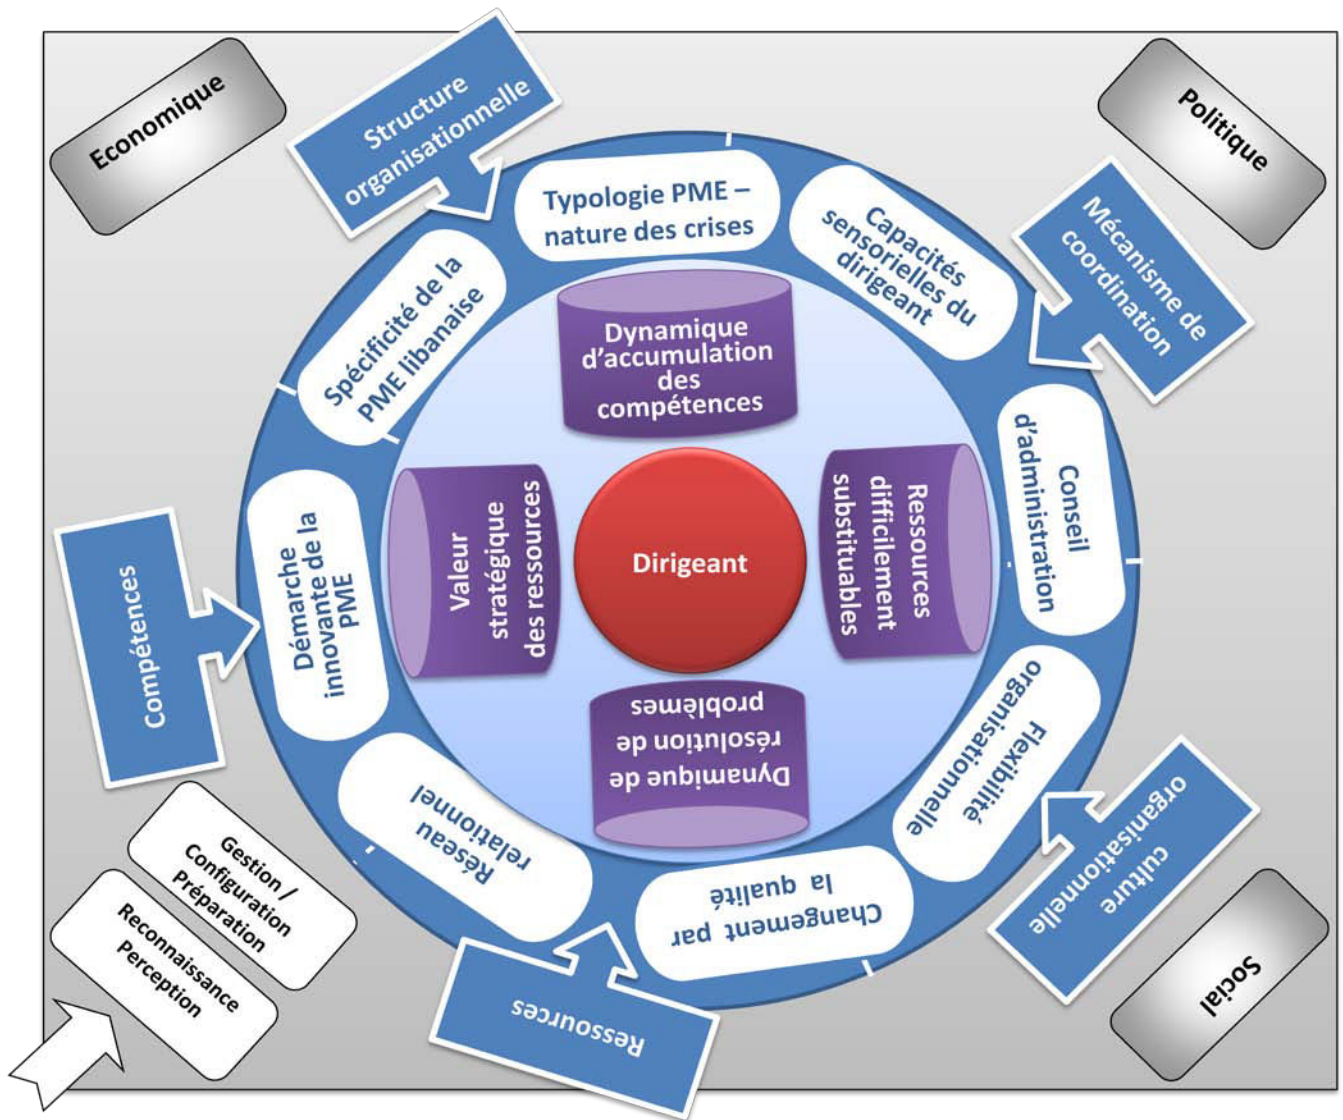 Economique
Structure
organisationnelle
Politique
Mécanisme de
coordination
Typologie PME –
nature des crises
Capacités
sensorielles du
dirigeant
Spécificité de la
PME libanaise
Dynamique
d’accumulation
des
compétences
Conseil
d’administration
Ressources
difficilement
substituables
Dirigeant
Valeur
stratégique
des ressources
Démarche
innovante de la
PME
Compétences
Dynamique de
résolution de
problèmes
Flexibilité
organisationnelle
culture
organisationnelle
Réseau
relationnel
Changement par
la qualité
Ressources
Social
Gestion /
Configuration
Préparation
Reconnaissance
Perception